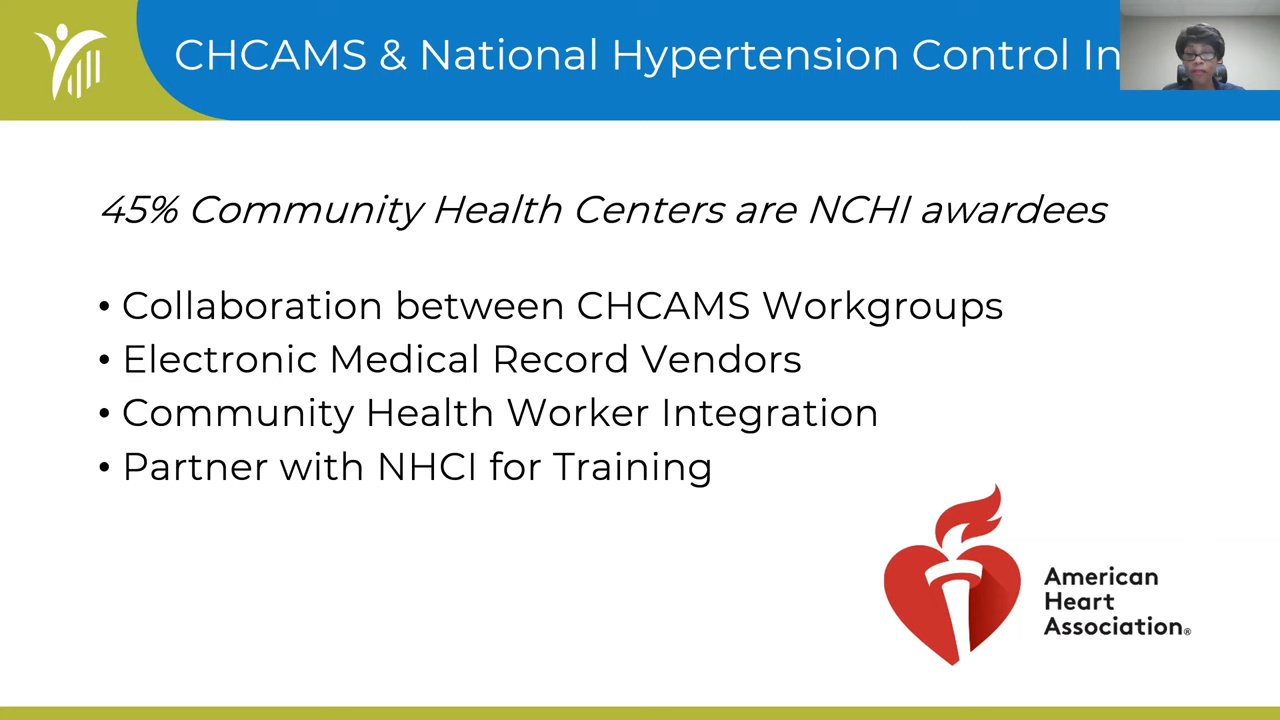 CHCAMS & National Hypertension Control In
45% Community Health Centers are NCHI awardees
• Collaboration between CHCAMS Workgroups
• Electronic Medical Record Vendors
• Community Health Worker Integration
• Partner with NHCI for Training
American
Heart
Association®